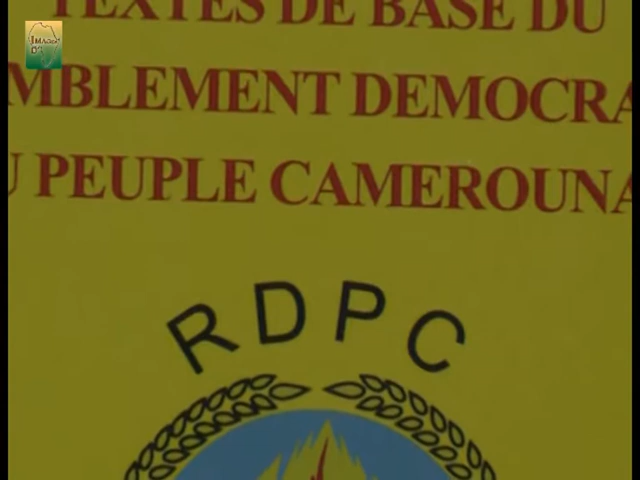 TEXTES DE BASE DU
MBLEMENT DEMOCRA
U PEUPLE CAMEROUNA
RDPC